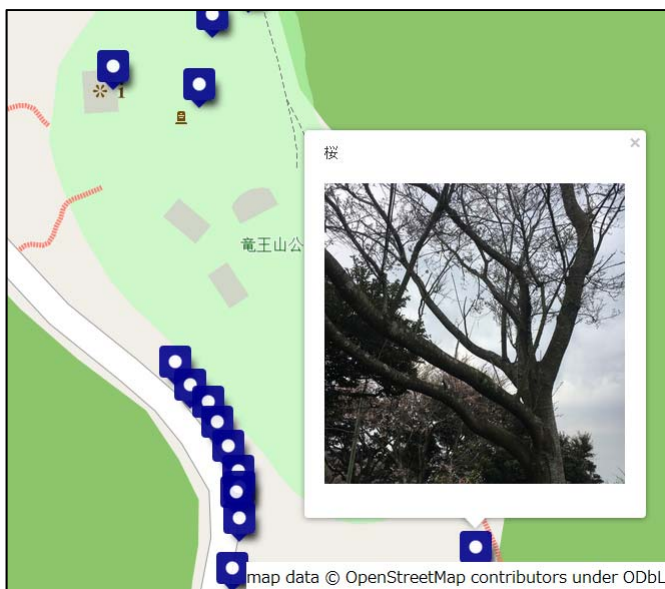 桜
×
竜王山公
map data © OpenStreetMap contributors under ODbL